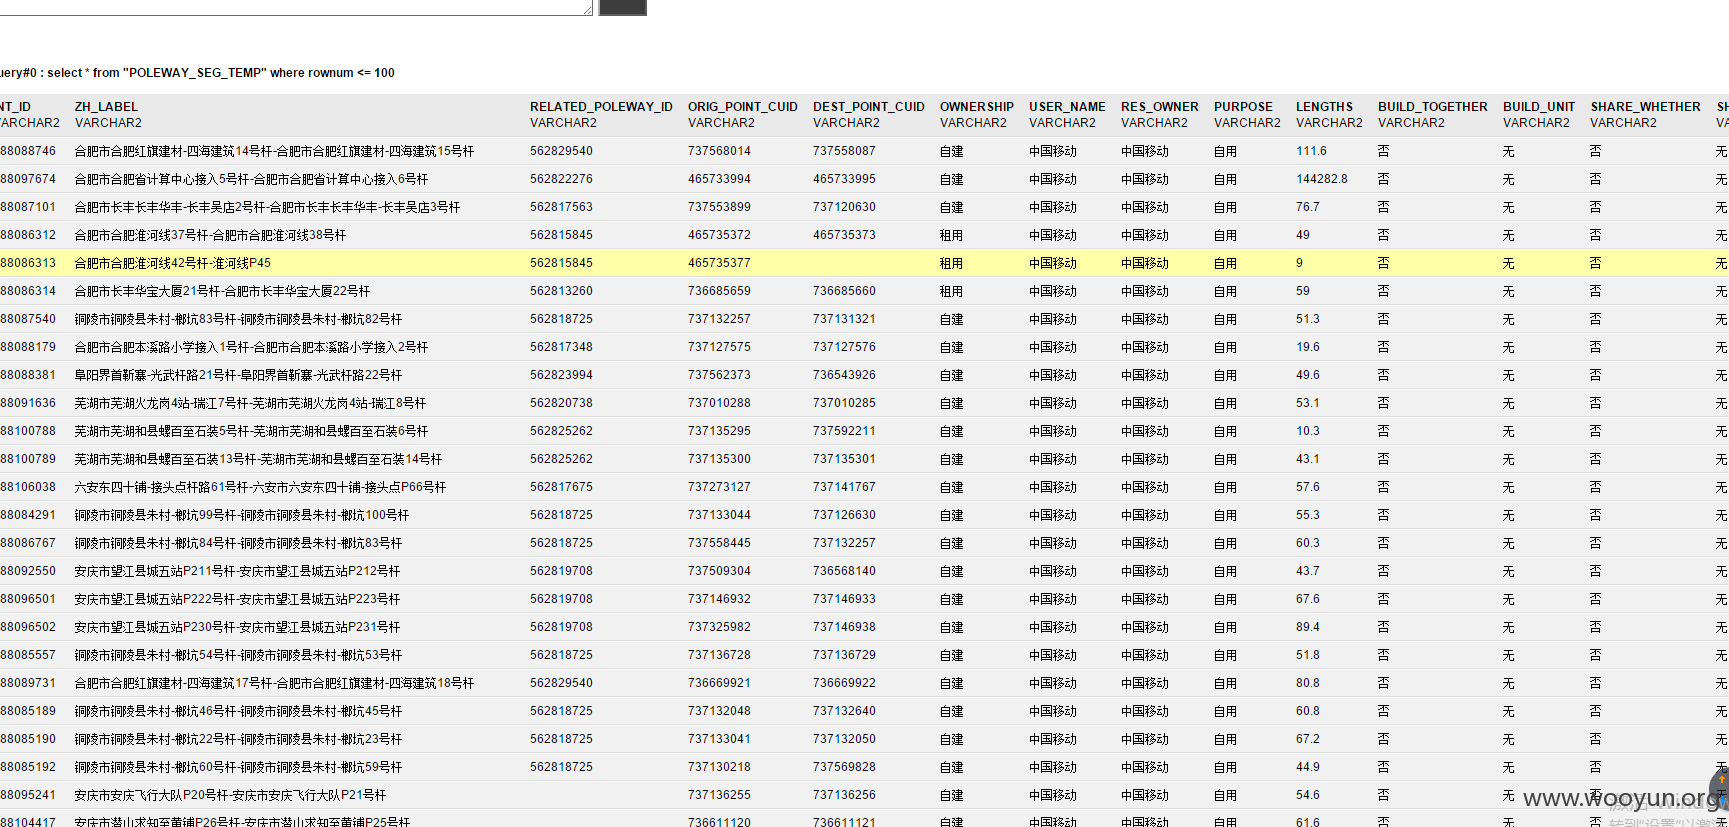 uery#0 : select * from "POLEWAY_SEG_TEMP" where rownum <= 100
NT_ID ZH_LABEL RELATED_POLEWAY_ID ORIG_POINT_CUID DEST_POINT_CUID OWNERSHIP USER_NAME RES_OWNER PURPOSE LENGTHS BUILD_TOGETHER BUILD_UNIT SHARE_WHETHER SH
VARCHAR2 VARCHAR2 VARCHAR2 VARCHAR2 VARCHAR2 VARCHAR2 VARCHAR2 VARCHAR2 VARCHAR2 VARCHAR2 VARCHAR2 VARCHAR2 VARCHAR2 VA
88088746 合肥市合肥红旗建材-四海建筑14号杆-合肥市合肥红旗建材-四海建筑15号杆 562829540 737568014 737558087 自建 中国移动 中国移动 自用 111.6 否 无 否 无
88097674 合肥市合肥省计算中心接入5号杆-合肥市合肥省计算中心接入6号杆 562822276 465733994 465733995 自建 中国移动 中国移动 自用 144282.8 否 无 否 无
88087101 合肥市长丰长丰华丰-长丰吴店2号杆-合肥市长丰长丰华丰-长丰吴店3号杆 562817563 737553899 737120630 自建 中国移动 中国移动 自用 76.7 否 无 否 无
88086312 合肥市合肥淮河线37号杆-合肥市合肥淮河线38号杆 562815845 465735372 465735373 租用 中国移动 中国移动 自用 49 否 无 否 无
88086313 合肥市合肥淮河线42号杆-淮河线P45 562815845 465735377 租用 中国移动 中国移动 自用 9 否 无 否 无
88086314 合肥市长丰华宝大厦21号杆-合肥市长丰华宝大厦22号杆 562813260 736685659 736685660 租用 中国移动 中国移动 自用 59 否 无 否 无
88087540 铜陵市铜陵县朱村-郷坑83号杆-铜陵市铜陵县朱村-郷坑82号杆 562818725 737132257 737131321 自建 中国移动 中国移动 自用 51.3 否 无 否 无
88088179 合肥市合肥本溪路小学接入1号杆-合肥市合肥本溪路小学接入2号杆 562817348 737127575 737127576 自建 中国移动 中国移动 自用 19.6 否 无 否 无
88088381 阜阳界首靳寨-光武杆路21号杆-阜阳界首靳寨-光武杆路22号杆 562823994 737562373 736543926 自建 中国移动 中国移动 自用 49.6 否 无 否 无
88091636 芜湖市芜湖火龙岗4站-瑞江7号杆-芜湖市芜湖火龙岗4站-瑞江8号杆 562820738 737010288 737010285 自建 中国移动 中国移动 自用 53.1 否 无 否 无
88100788 芜湖市芜湖和县螺百至石装5号杆-芜湖市芜湖和县螺百至石装6号杆 562825262 737135295 737592211 自建 中国移动 中国移动 自用 10.3 否 无 否 无
88100789 芜湖市芜湖和县螺百至石装13号杆-芜湖市芜湖和县螺百至石装14号杆 562825262 737135300 737135301 自建 中国移动 中国移动 自用 43.1 否 无 否 无
88106038 六安东四十铺-接头点杆路61号杆-六安市六安东四十铺-接头点P66号杆 562817675 737273127 737141767 自建 中国移动 中国移动 自用 57.6 否 无 否 无
88084291 铜陵市铜陵县朱村-郷坑99号杆-铜陵市铜陵县朱村-郷坑100号杆 562818725 737133044 737126630 自建 中国移动 中国移动 自用 55.3 否 无 否 无
88086767 铜陵市铜陵县朱村-郷坑84号杆-铜陵市铜陵县朱村-郷坑83号杆 562818725 737558445 737132257 自建 中国移动 中国移动 自用 60.3 否 无 否 无
88092550 安庆市望江县城五站P211号杆-安庆市望江县城五站P212号杆 562819708 737509304 736568140 自建 中国移动 中国移动 自用 43.7 否 无 否 无
88096501 安庆市望江县城五站P222号杆-安庆市望江县城五站P223号杆 562819708 737146932 737146933 自建 中国移动 中国移动 自用 67.6 否 无 否 无
88096502 安庆市望江县城五站P230号杆-安庆市望江县城五站P231号杆 562819708 737325982 737146938 自建 中国移动 中国移动 自用 89.4 否 无 否 无
88085557 铜陵市铜陵县朱村-郷坑54号杆-铜陵市铜陵县朱村-郷坑53号杆 562818725 737136728 737136729 自建 中国移动 中国移动 自用 51.8 否 无 否 无
88089731 合肥市合肥红旗建材-四海建筑17号杆-合肥市合肥红旗建材-四海建筑18号杆 562829540 736669921 736669922 自建 中国移动 中国移动 自用 80.8 否 无 否 无
88085189 铜陵市铜陵县朱村-郷坑46号杆-铜陵市铜陵县朱村-郷坑45号杆 562818725 737132048 737132640 自建 中国移动 中国移动 自用 60.8 否 无 否 无
88085190 铜陵市铜陵县朱村-郷坑22号杆-铜陵市铜陵县朱村-郷坑23号杆 562818725 737133041 737132050 自建 中国移动 中国移动 自用 67.2 否 无 否 无
88085192 铜陵市铜陵县朱村-郷坑60号杆-铜陵市铜陵县朱村-郷坑59号杆 562818725 737130218 737569828 自建 中国移动 中国移动 自用 44.9 否 无 否 无
88095241 安庆市安庆飞行大队P20号杆-安庆市安庆飞行大队P21号杆 737136255 737136256 自建 中国移动 中国移动 自用 54.6 否 无 否 无
www.wooyun.org
88104417 安庆市潜山求知至黄铺P26号杆-安庆市潜山求知至黄铺P25号杆 736611120 736611121 自建 中国移动 中国移动 自用 61.6 否 无 否